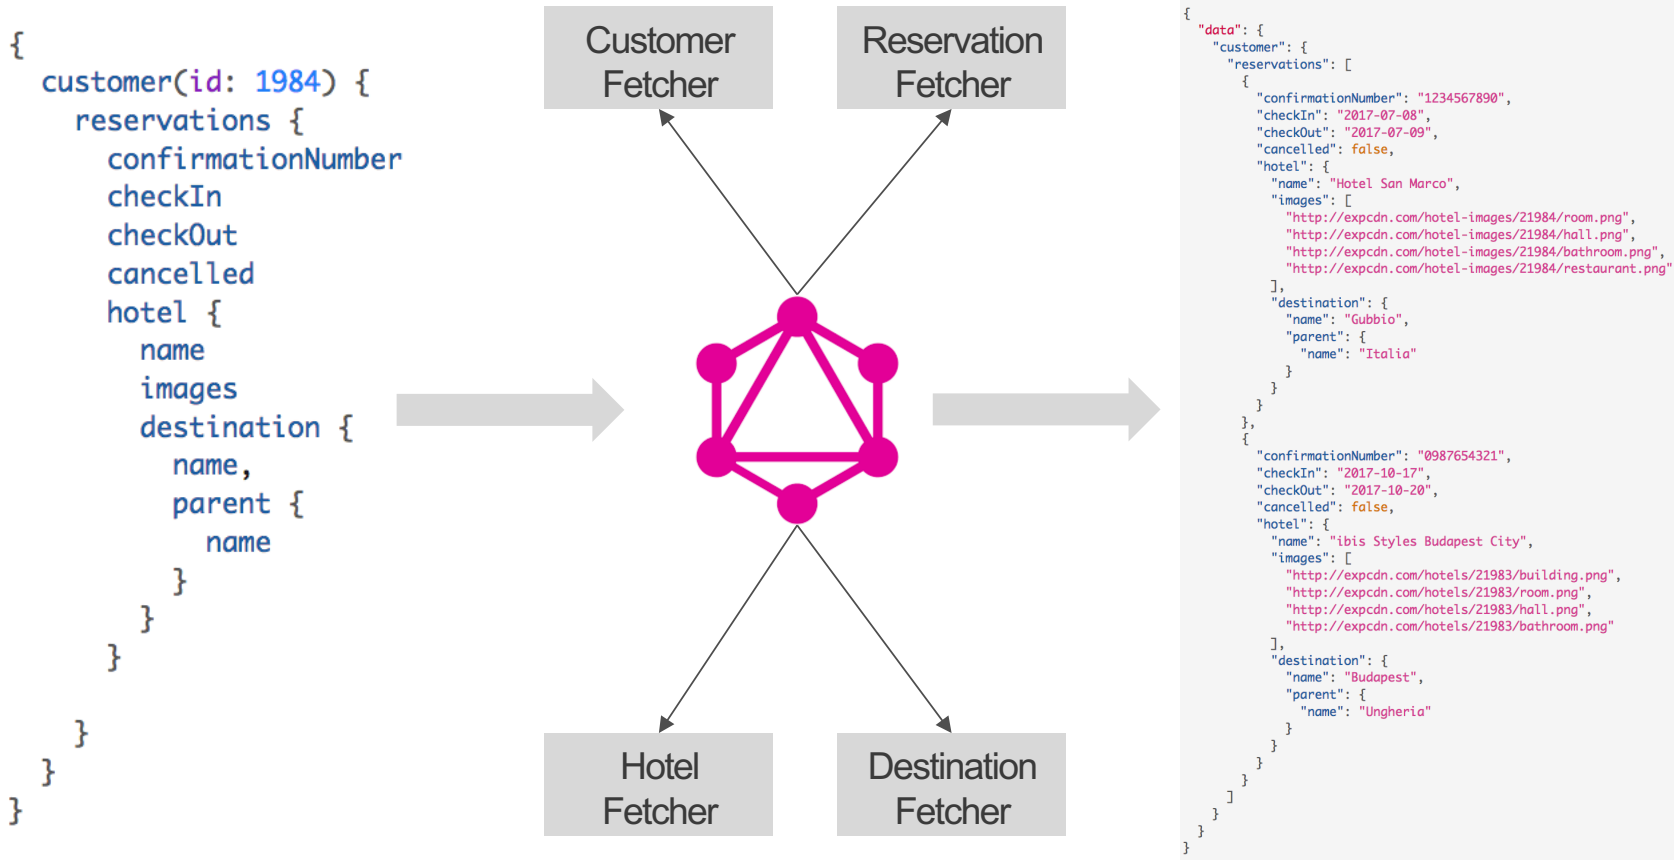 {
  customer(id: 1984) {
    reservations {
      confirmationNumber
      checkIn
      checkOut
      cancelled
      hotel {
        name
        images
        destination {
          name,
          parent {
            name
          }
        }
      }

    }
  }
}
Customer
Fetcher
Reservation
Fetcher
Hotel
Fetcher
Destination
Fetcher
{
  "data": {
    "customer": {
      "reservations": [
        {
          "confirmationNumber": "1234567890",
          "checkIn": "2017-07-08",
          "checkOut": "2017-07-09",
          "cancelled": false,
          "hotel": {
            "name": "Hotel San Marco",
            "images": [
              "http://expcdn.com/hotel-images/21984/room.png",
              "http://expcdn.com/hotel-images/21984/hall.png",
              "http://expcdn.com/hotel-images/21984/bathroom.png",
              "http://expcdn.com/hotel-images/21984/restaurant.png"
            ],
            "destination": {
              "name": "Gubbio",
              "parent": {
                "name": "Italia"
              }
            }
          }
        },
        {
          "confirmationNumber": "0987654321",
          "checkIn": "2017-10-17",
          "checkOut": "2017-10-20",
          "cancelled": false,
          "hotel": {
            "name": "ibis Styles Budapest City",
            "images": [
              "http://expcdn.com/hotels/21983/building.png",
              "http://expcdn.com/hotels/21983/room.png",
              "http://expcdn.com/hotels/21983/hall.png",
              "http://expcdn.com/hotels/21983/bathroom.png"
            ],
            "destination": {
              "name": "Budapest",
              "parent": {
                "name": "Ungheria"
              }
            }
          }
        }
      ]
    }
  }
}